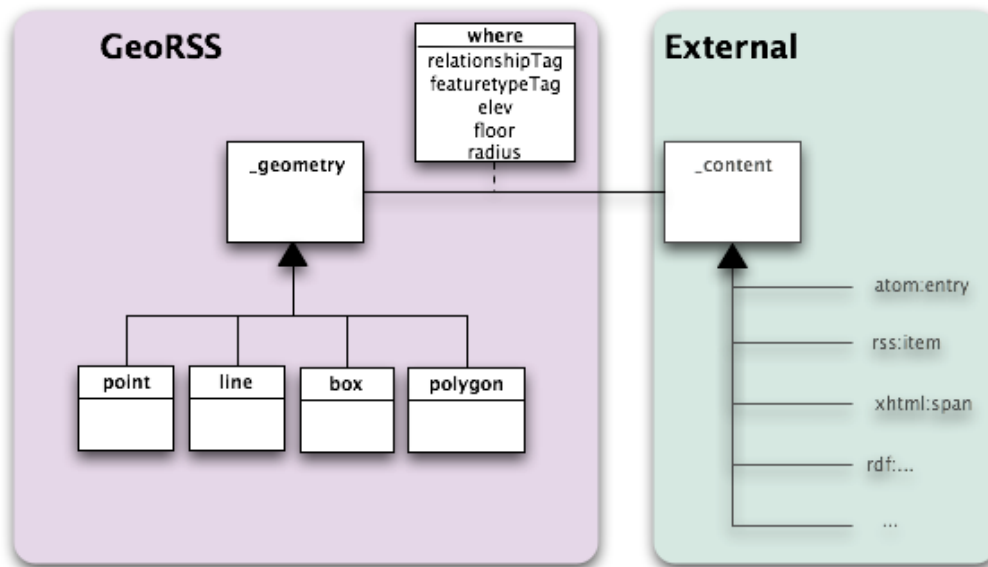 GeoRSS
where
relationshipTag
featuretypeTag
elev
floor
radius
_geometry
point
line
box
polygon
External
_content
atom:entry
rss:item
xhtml:span
rdf:...
...